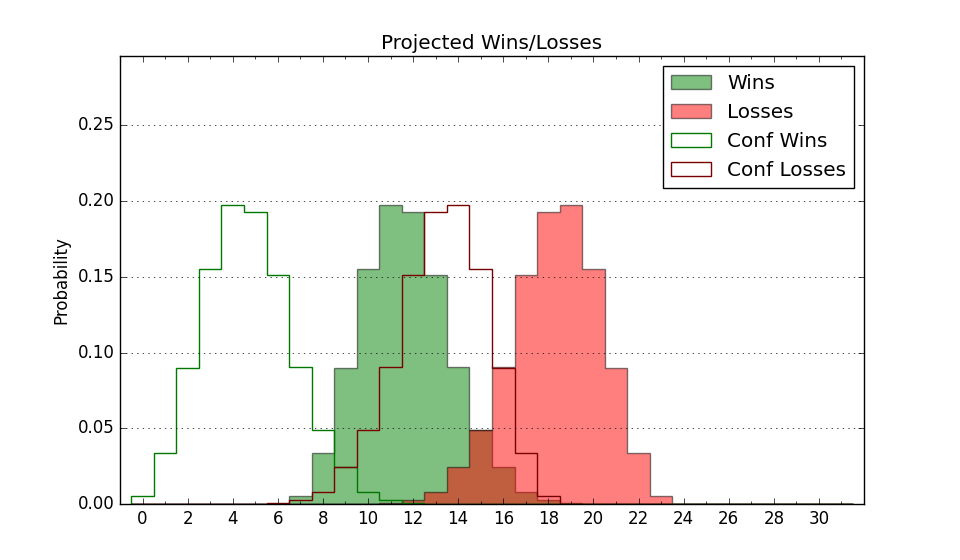 Projected Wins/Losses
Wins
Losses
Conf Wins
Conf Losses
Probability
0.25
0.20
0.15
0.10
0.05
0.00
0 2 4 6 8 10 12 14 16 18 20 22 24 26 28 30